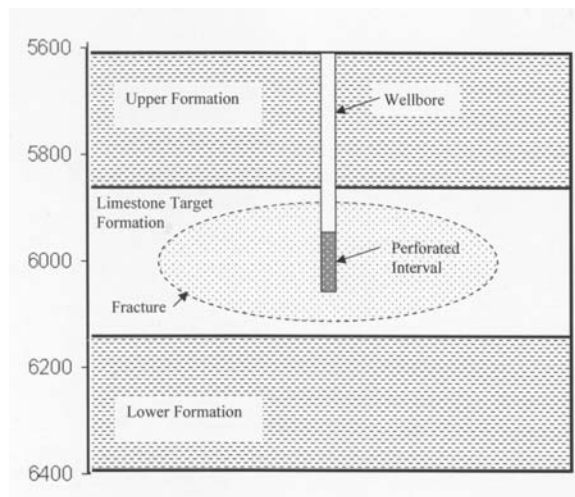 5600
Upper Formation
Wellbore
5800
Limestone Target
Formation
6000
Perforated
Interval
Fracture
6200
Lower Formation
6400